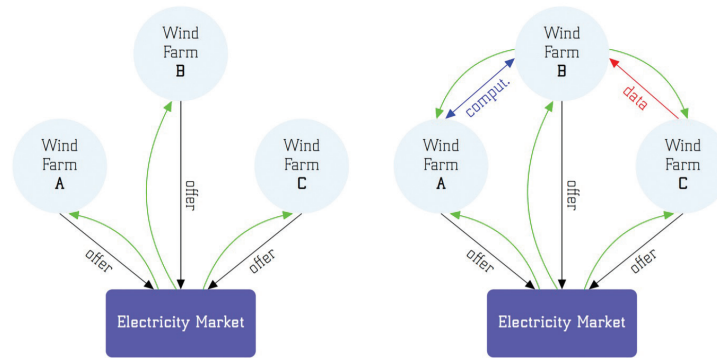 Wind
Farm
B
Wind
Farm
A
Wind
Farm
C
offer
offer
offer
Electricity Market
Wind
Farm
B
comput.
data
Wind
Farm
A
Wind
Farm
C
offer
offer
offer
Electricity Market